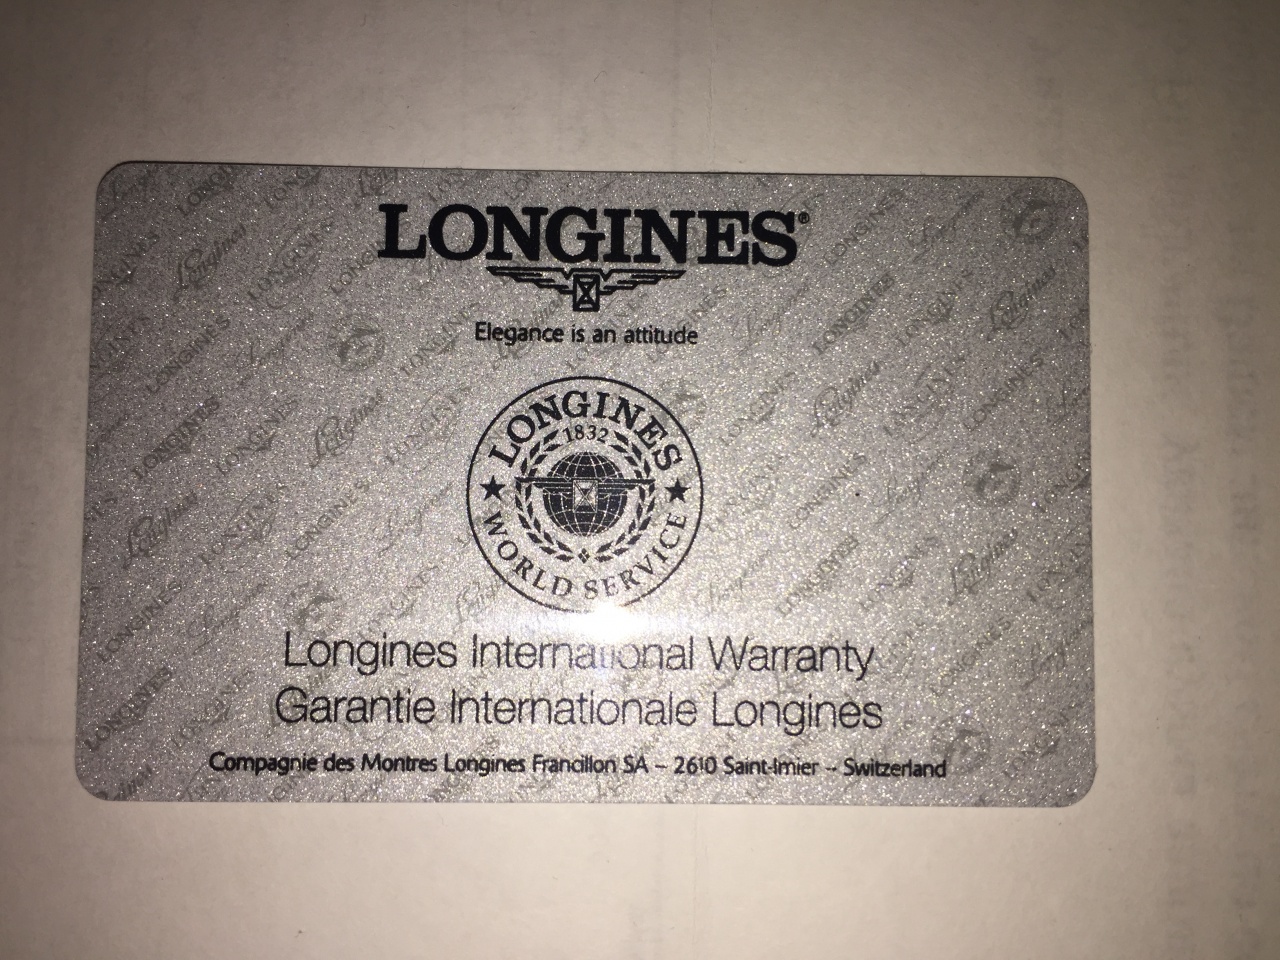 LONGINES®
Elegance is an attitude
LONGINES
1832
WORLD SERVICE
Longines International Warranty
Garantie Internationale Longines
Compagnie des Montres Longines Francillon SA – 2610 Saint-Imier – Switzerland